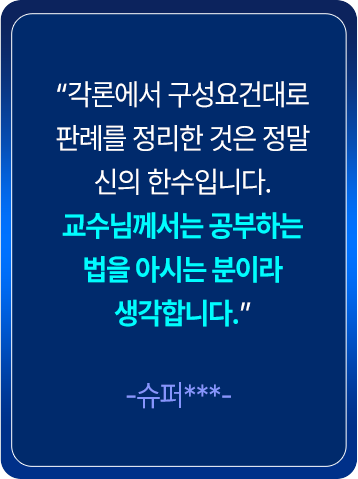 “각론에서 구성요건대로
판례를 정리한 것은 정말
신의 한수입니다.
교수님께서는 공부하는
법을 아시는 분이라
생각합니다.”
-슈퍼***-